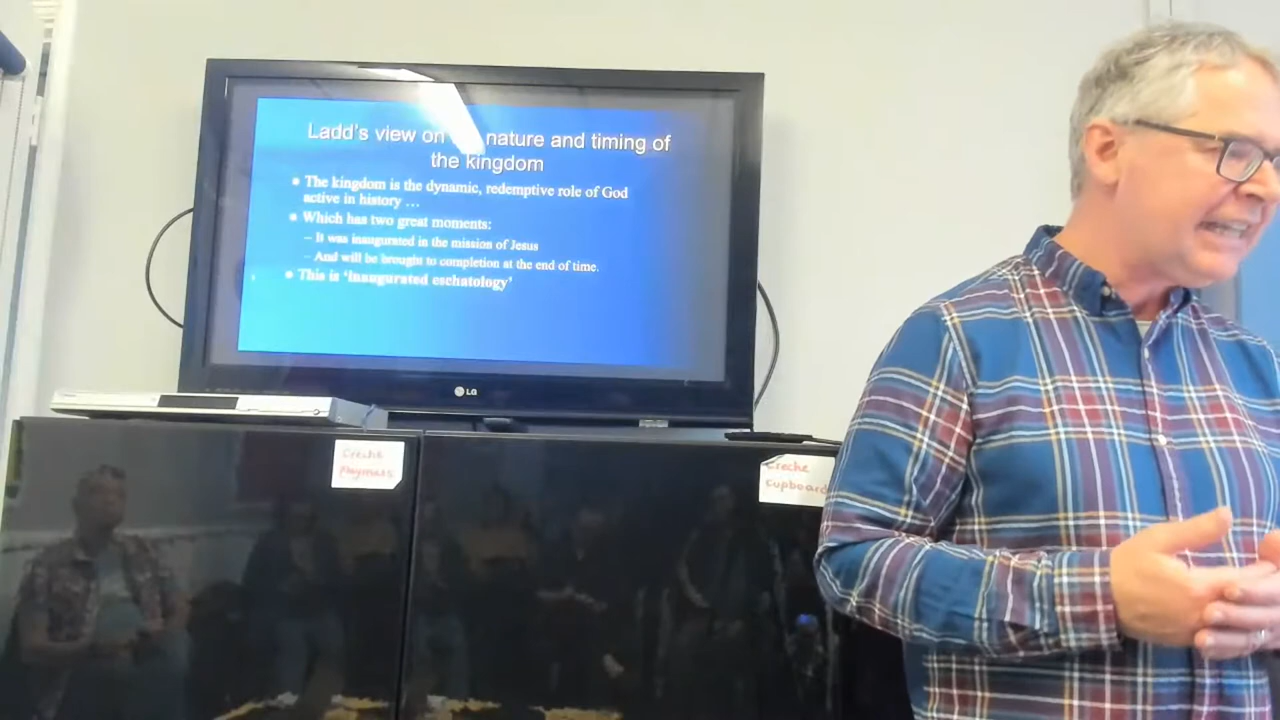 Ladd's view on nature and timing of
the kingdom
The kingdom is the dynamic, redemptive role of God
active in history ...
Which has two great moments:
– It was inaugurated in the mission of Jesus
– And will be brought to completion at the end of time.
This is 'Inaugurated eschatology'
LG
Creche
Creche
Cupboard